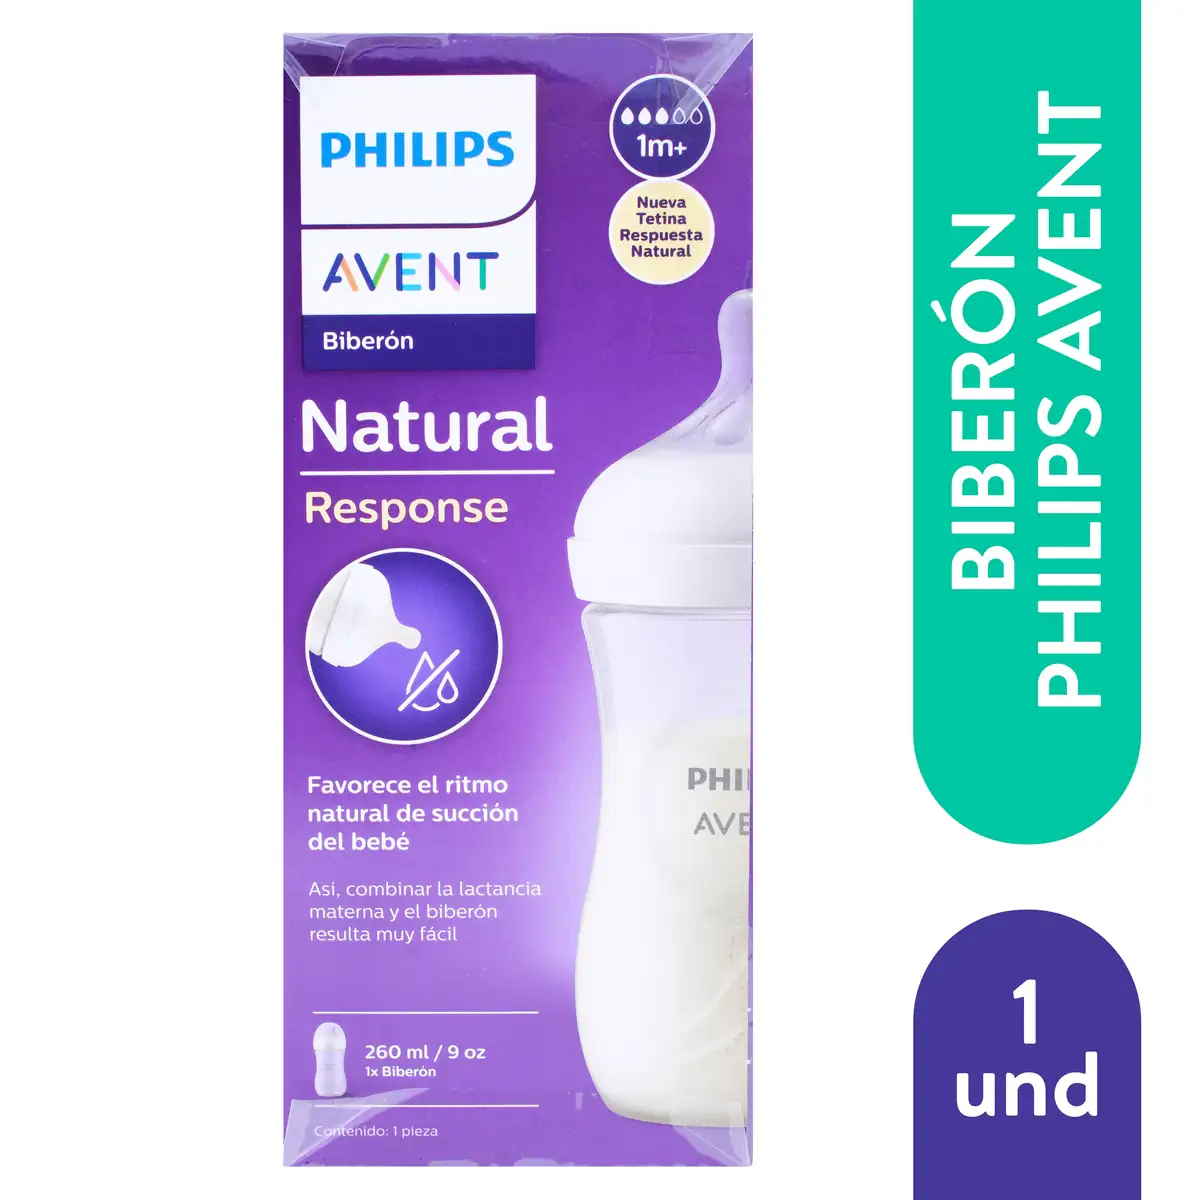 PHILIPS
AVENT
Biberón
1m+
Nueva
Tetina
Respuesta
Natural
Natural
Response
Favorece el ritmo
natural de succión
del bebé
Así, combinar la lactancia
materna y el biberón
resulta muy fácil
260 ml / 9 oz
1x Biberón
Contenido: 1 pieza
PHI
AVE
BIBERÓN
PHILIPS AVENT
1
und